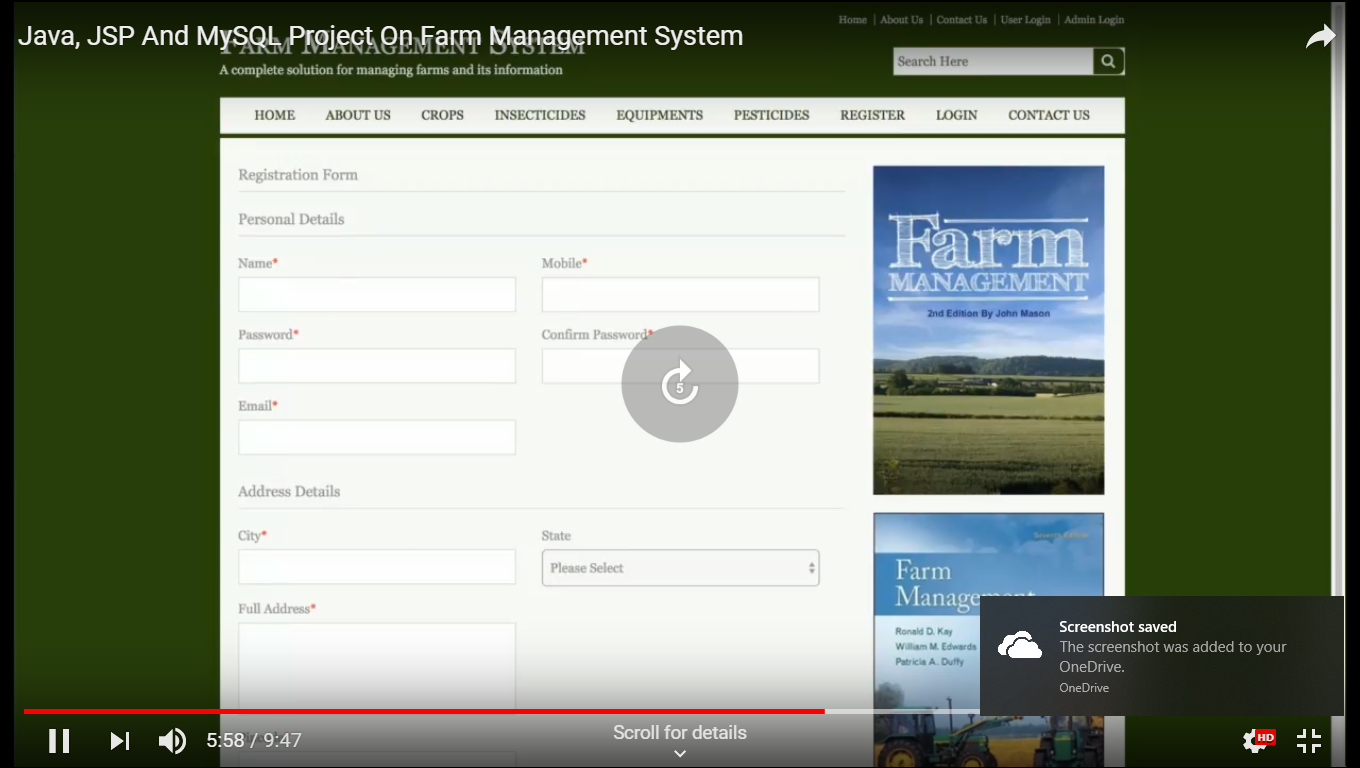 Home | About Us | Contact Us | User Login | Admin Login
Java, JSP And MySQL Project On Farm Management System
FARM MANAGEMENT SYSTEM
A complete solution for managing farms and its information
Search Here
HOME ABOUT US CROPS INSECTICIDES EQUIPMENTS PESTICIDES REGISTER LOGIN CONTACT US
Registration Form
Personal Details
Name* Mobile*
Password* Confirm Password*
Email*
Address Details
City* State
Please Select
Full Address*
Farm
MANAGEMENT
2nd Edition By John Mason
5
Seventh Edition
Farm
Management
Ronald D. Kay
William M. Edwards
Patricia A. Duffy
Screenshot saved
The screenshot was added to your
OneDrive.
OneDrive
5:58 / 9:47
Scroll for details
HD